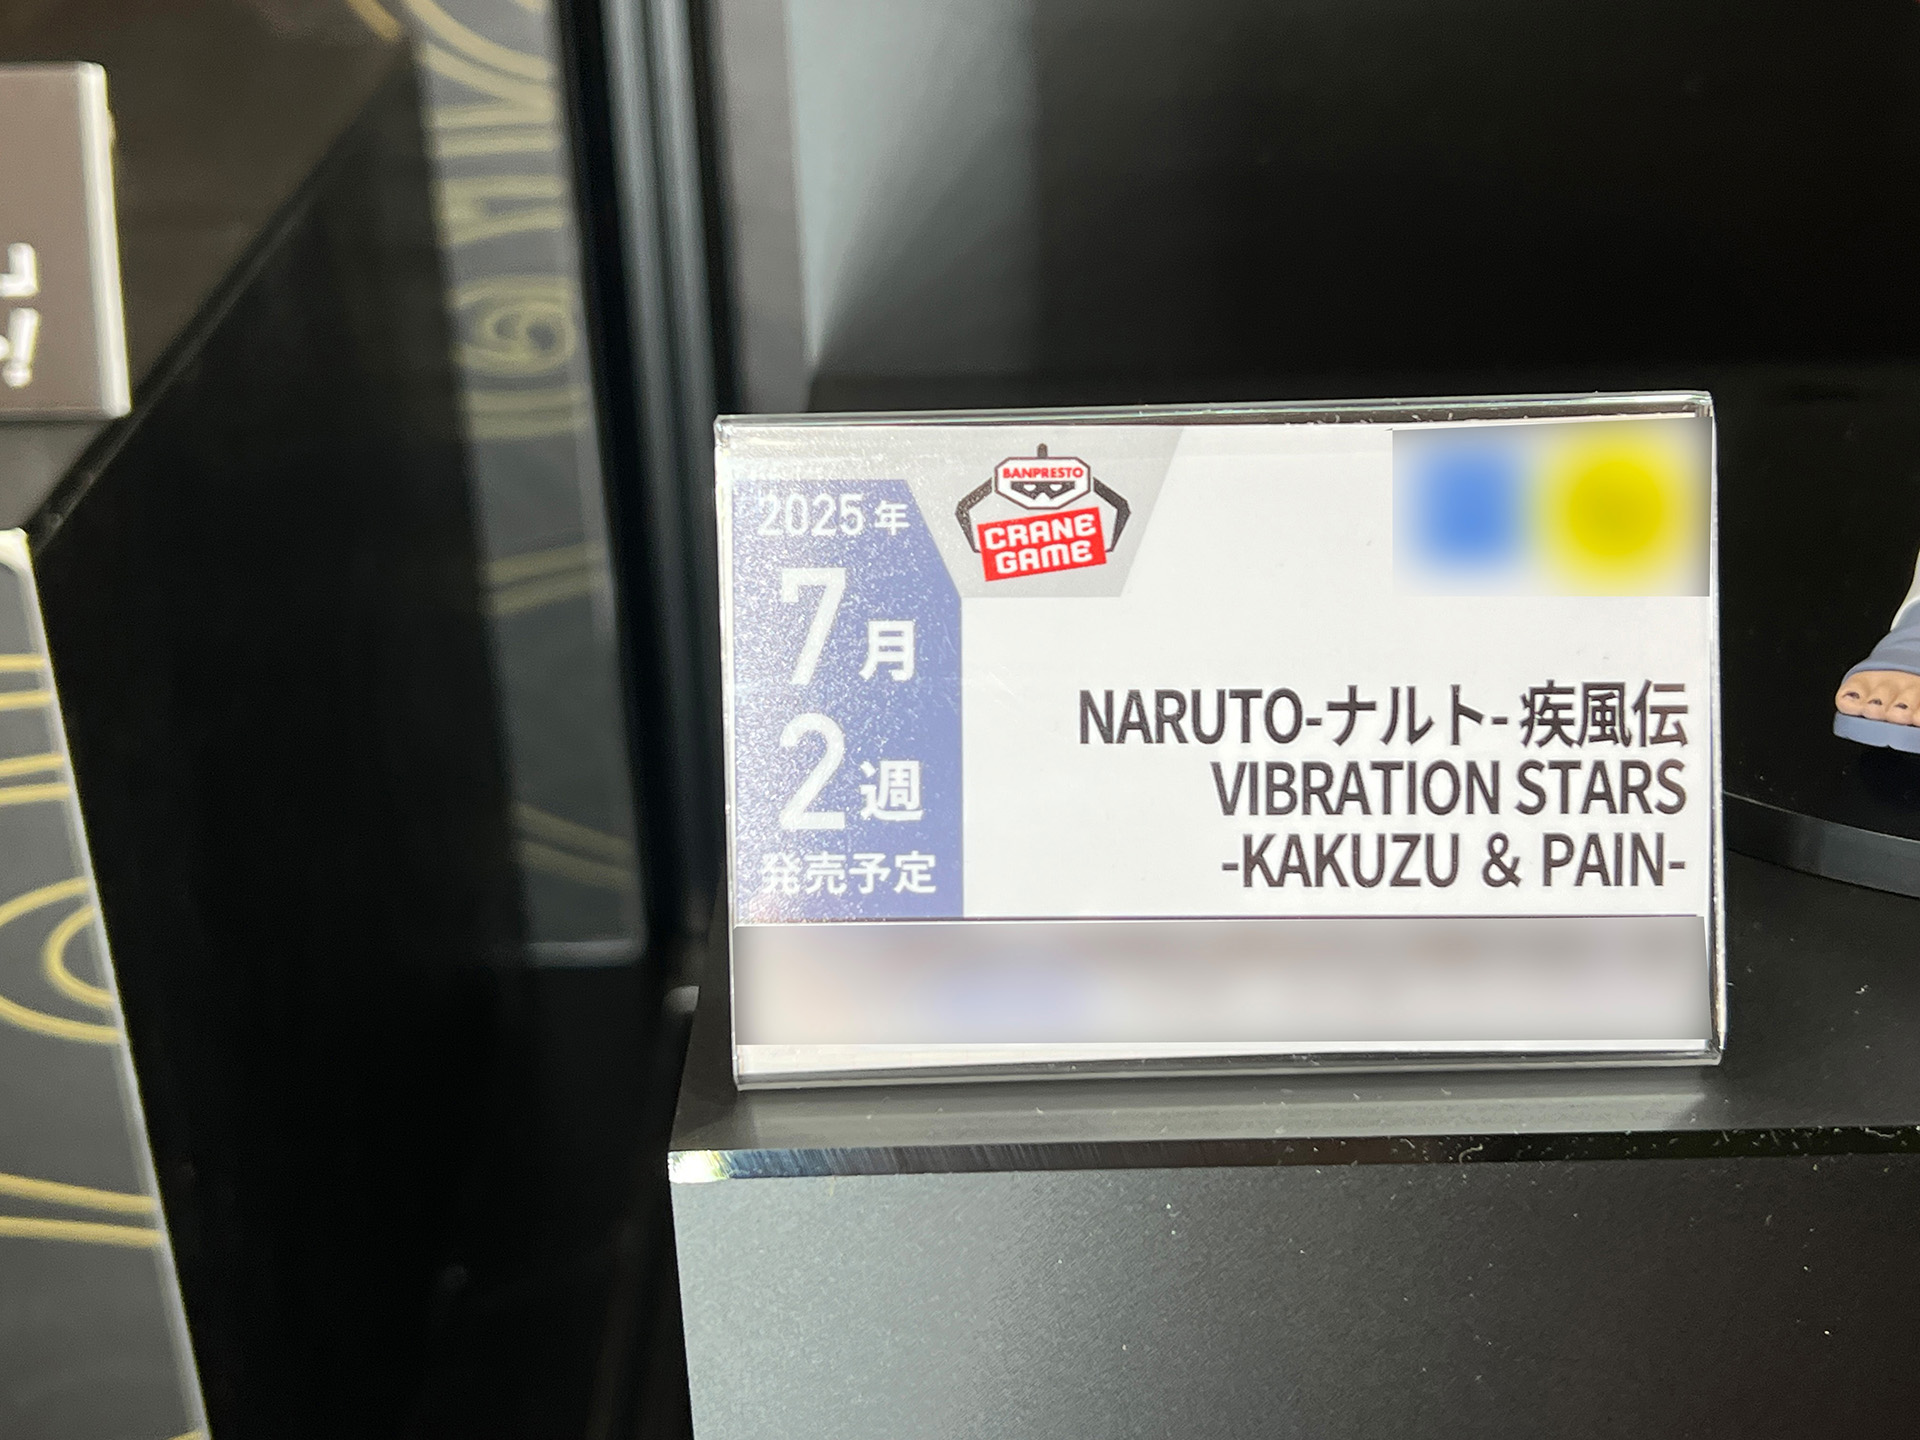 BANPRESTO
CRANE
GAME
2025年
7月
2週
発売予定
NARUTO-ナルト-疾風伝
VIBRATION STARS
-KAKUZU & PAIN-